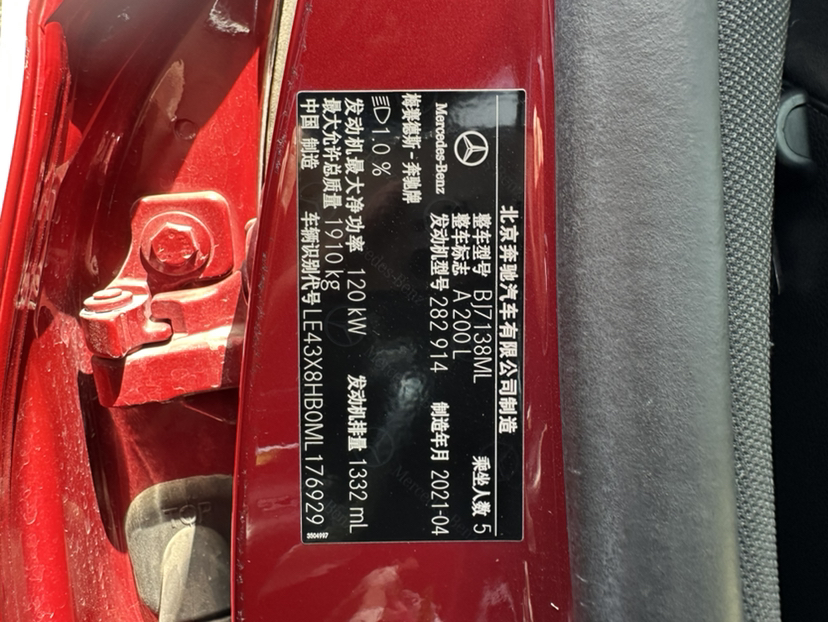 北京奔驰汽车有限公司制造
Mercedes-Benz
整车型号 BJ7138ML 乘坐人数 5
整车标志 A 200 L
梅赛德斯-奔驰牌 发动机型号 282 914 制造年月 2021-04
1.0 %
发动机最大净功率 120 kW 发动机排量 1332 mL
最大允许总质量 1910 kg
中国 制造 车辆识别代号 LE43X8HB0ML176929
3504997
TOP